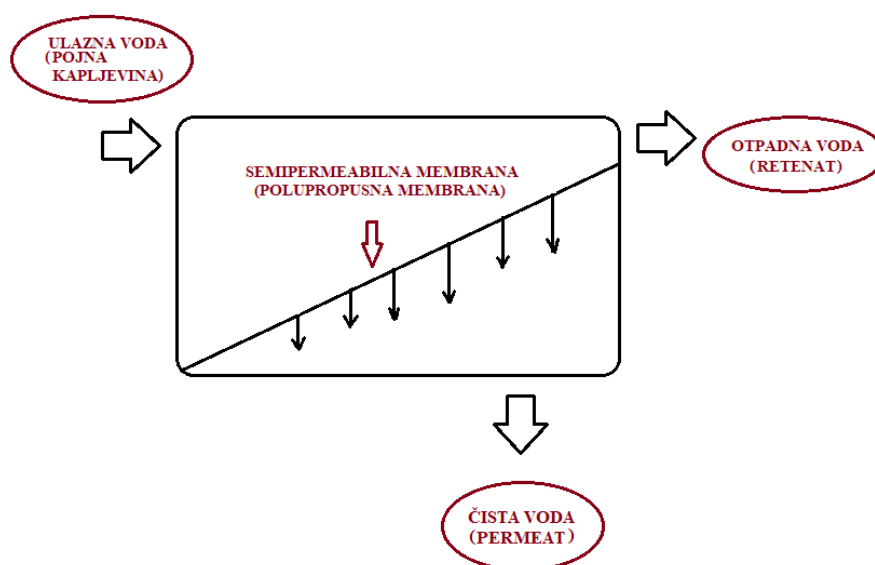 ULAZNA VODA
(POJNA
KAPLJEVINA)
SEMIPERMEABILNA MEMBRANA
(POLUPROPUSNA MEMBRANA)
OTPADNA VODA
(RETENAT)
ČISTA VODA
(PERMEAT)